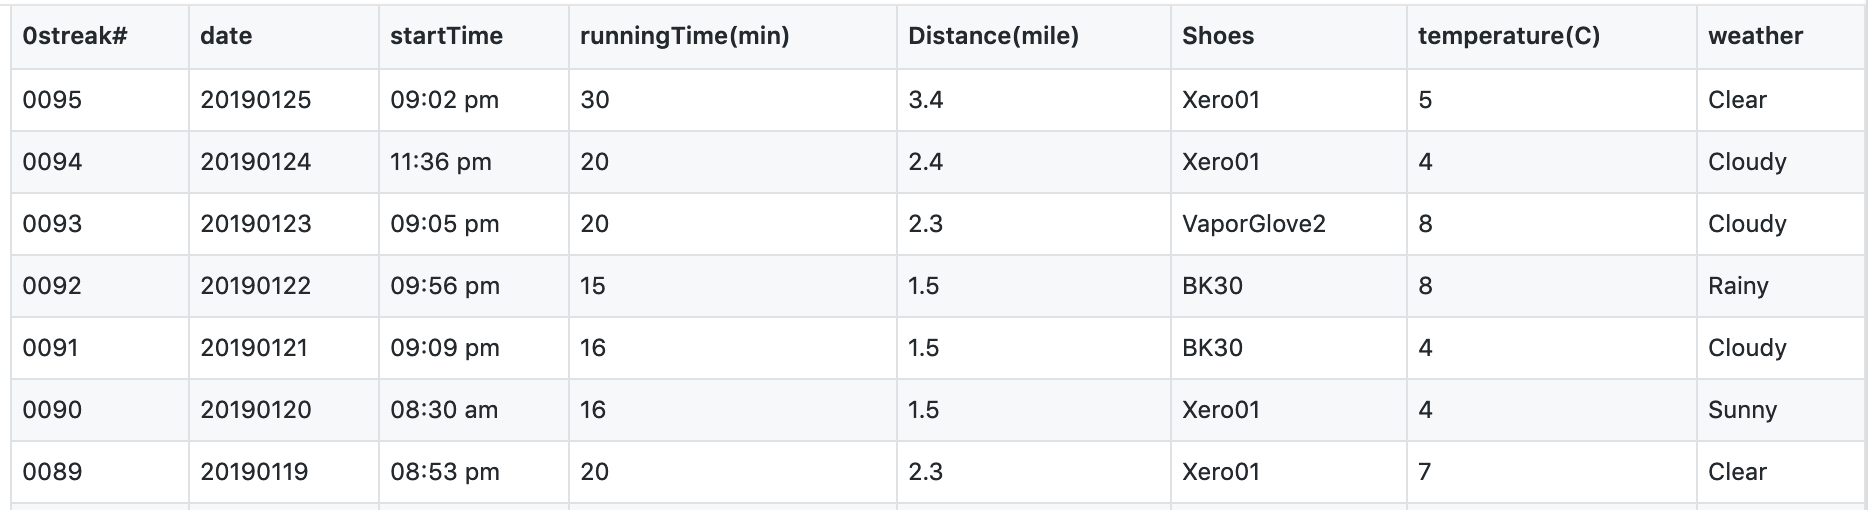 0streak# date startTime runningTime(min) Distance(mile) Shoes temperature(C) weather
0095 20190125 09:02 pm 30 3.4 Xero01 5 Clear
0094 20190124 11:36 pm 20 2.4 Xero01 4 Cloudy
0093 20190123 09:05 pm 20 2.3 VaporGlove2 8 Cloudy
0092 20190122 09:56 pm 15 1.5 BK30 8 Rainy
0091 20190121 09:09 pm 16 1.5 BK30 4 Cloudy
0090 20190120 08:30 am 16 1.5 Xero01 4 Sunny
0089 20190119 08:53 pm 20 2.3 Xero01 7 Clear